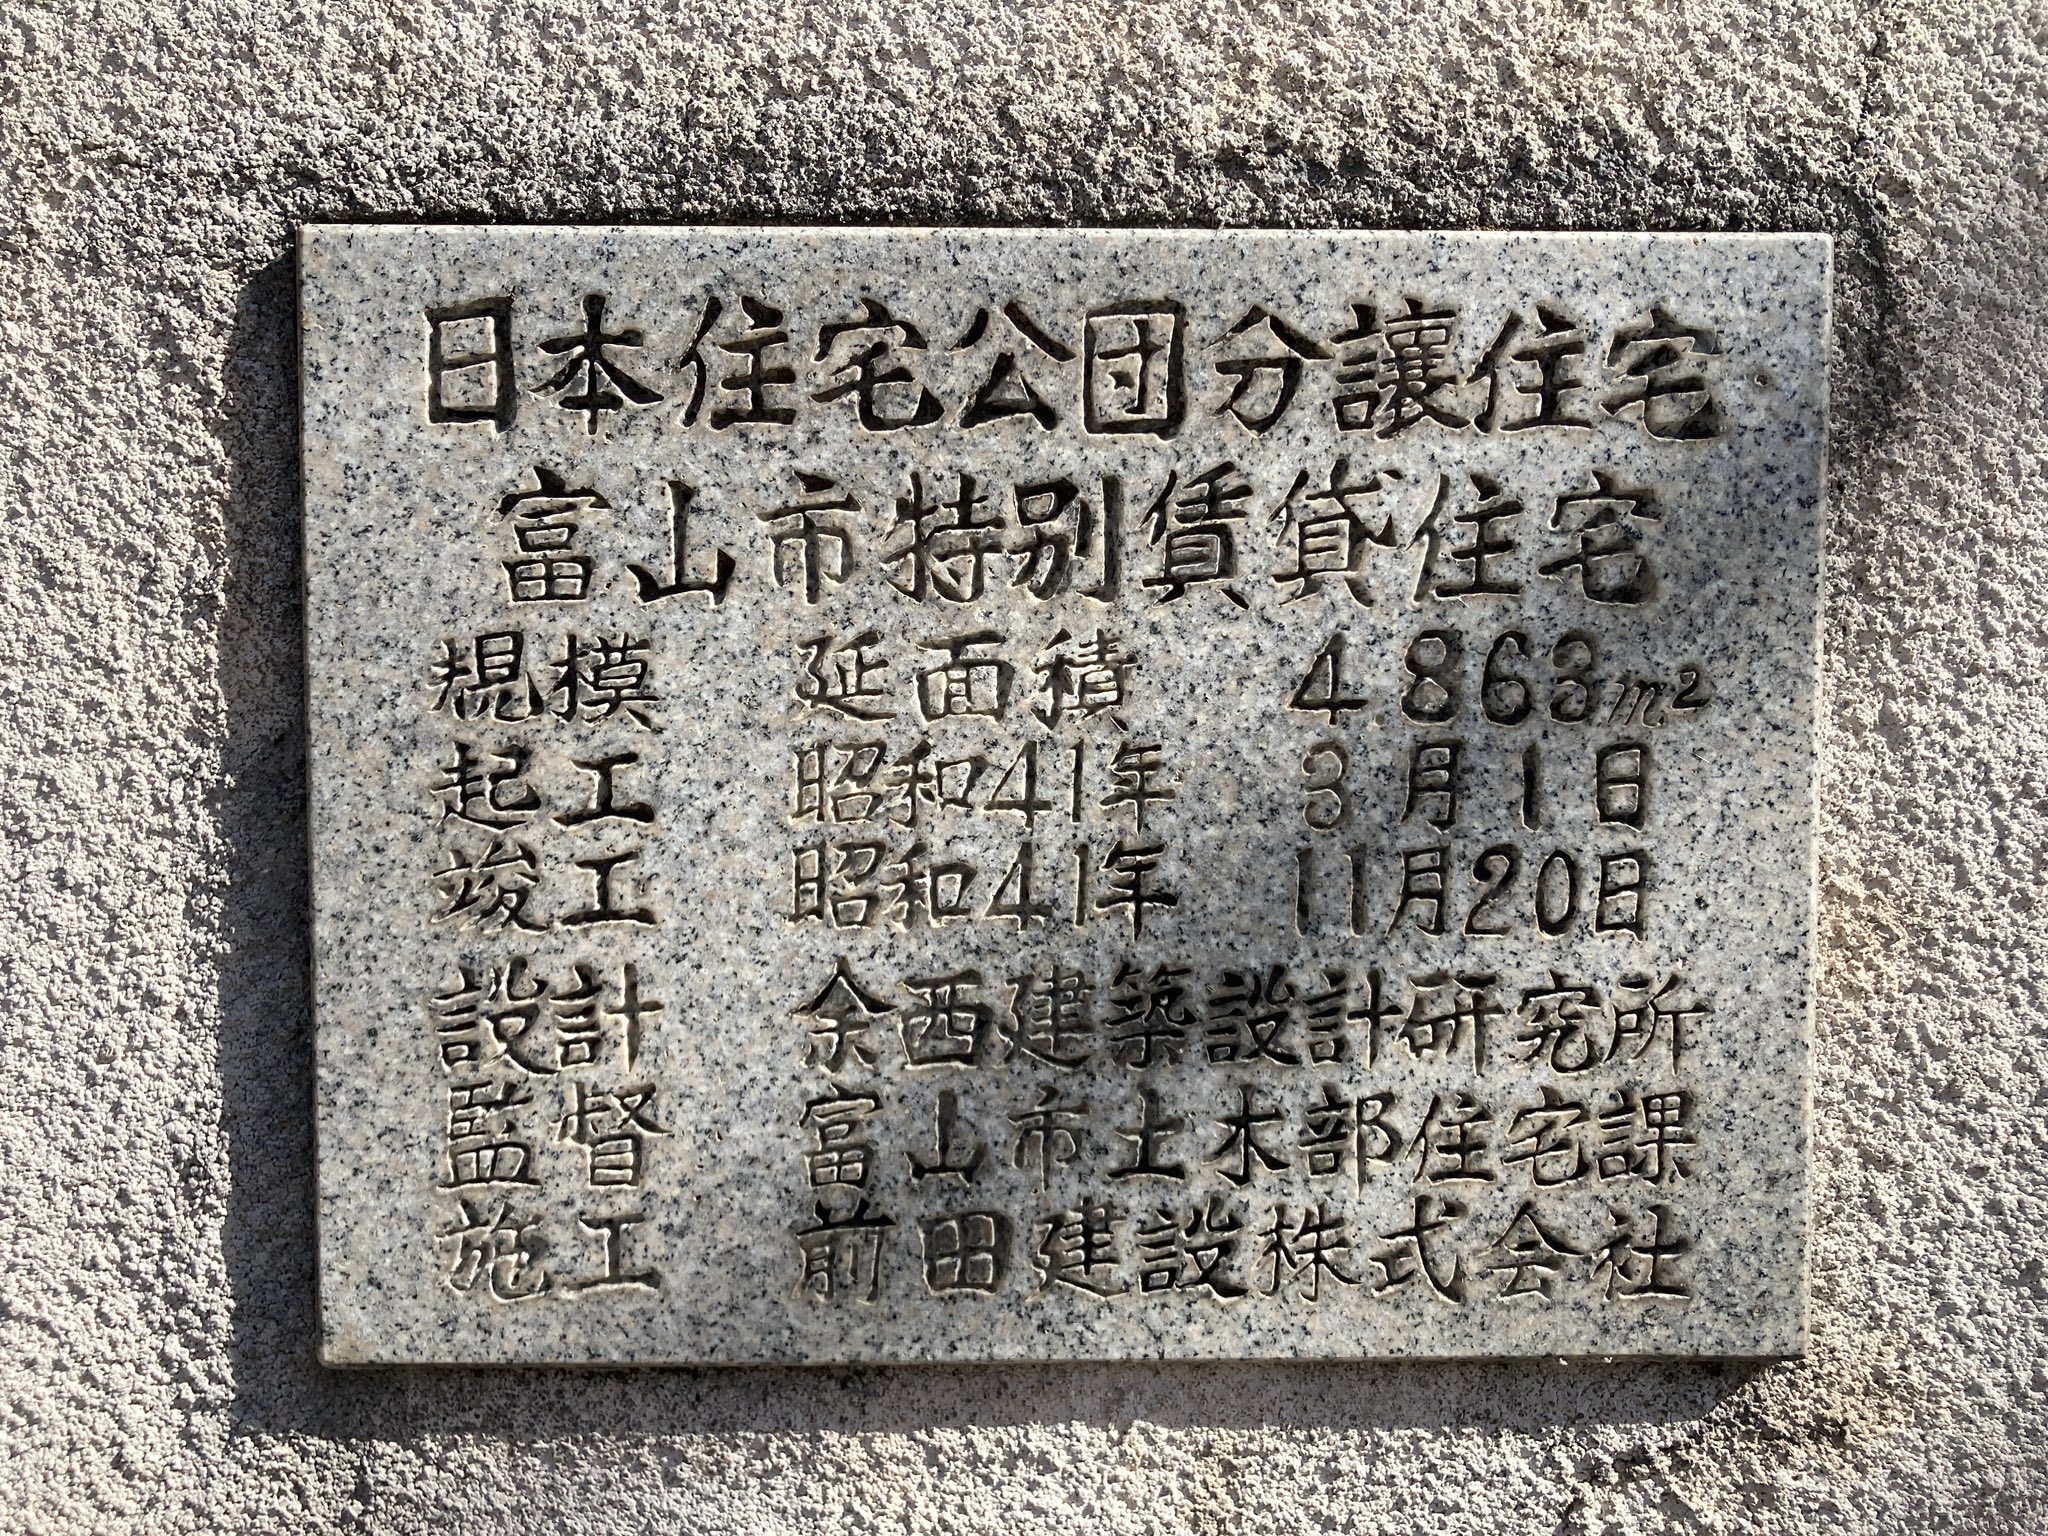 日本住宅公団分讓住宅
富山市特別賃貸住宅
規模 延面積 4.863m²
起工 昭和41年 3月1日
竣工 昭和41年 11月20日
設計 余西建築設計研究所
監督 富山市土木部住宅課
施工 前田建設株式会社